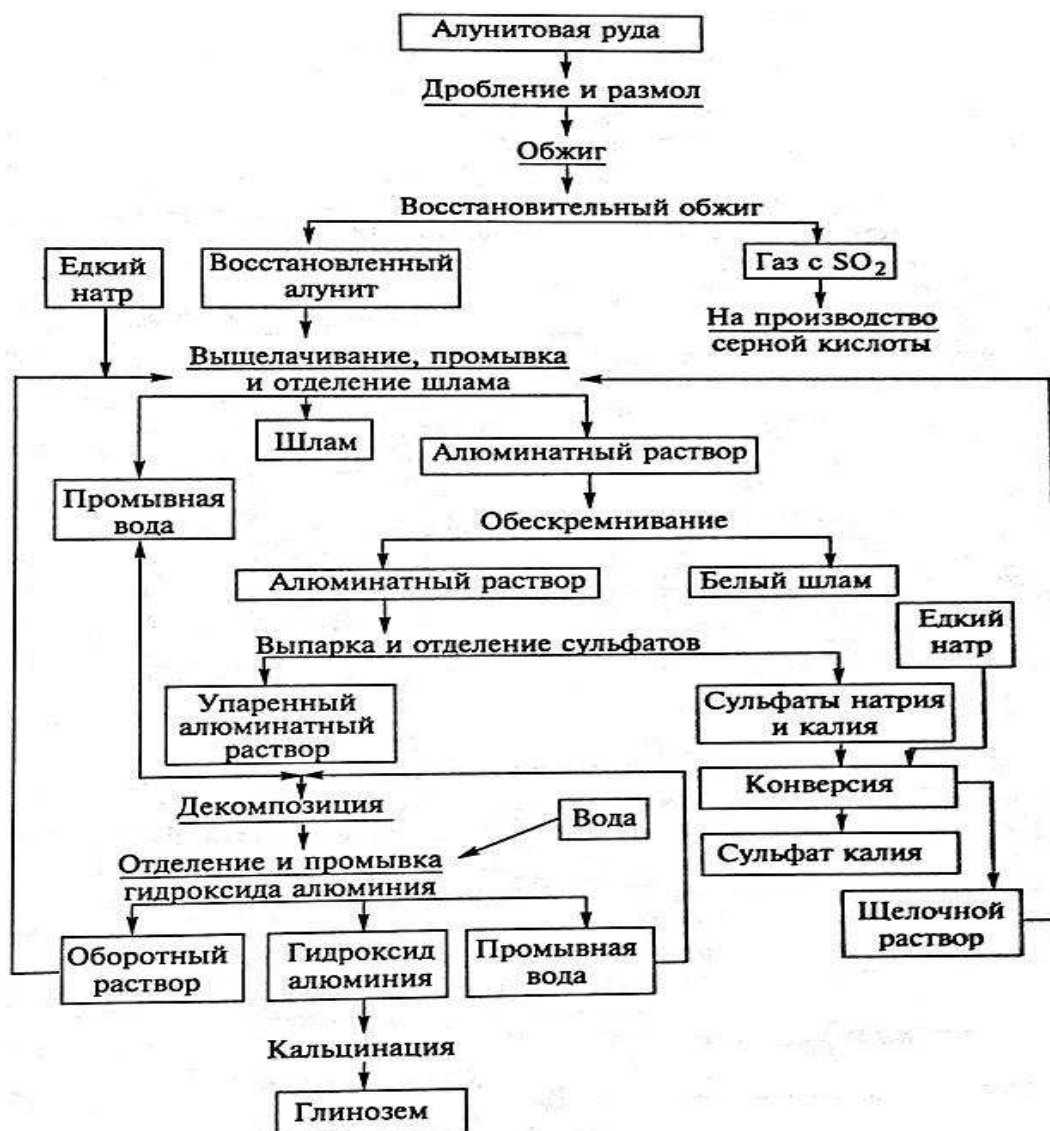 Алунитовая руда
Дробление и размол
Обжиг
Восстановительный обжиг
Едкий
натр
Восстановленный
алунит
Газ с SO₂
На производство
серной кислоты
Выщелачивание, промывка
и отделение шлама
Шлам
Алюминатный раствор
Промывная
вода
Обескремнивание
Алюминатный раствор
Белый шлам
Едкий
натр
Выпарка и отделение сульфатов
Упаренный
алюминатный
раствор
Сульфаты натрия
и калия
Декомпозиция
Вода
Конверсия
Сульфат калия
Отделение и промывка
гидроксида алюминия
Щелочной
раствор
Оборотный
раствор
Гидроксид
алюминия
Промывная
вода
Кальцинация
Глинозем